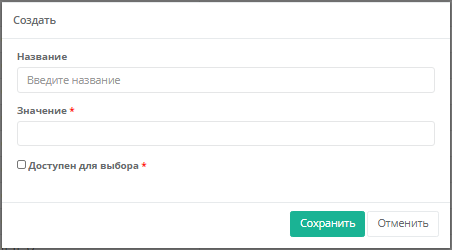 Создать
Название
Введите название
Значение *
Доступен для выбора *
Сохранить
Отменить